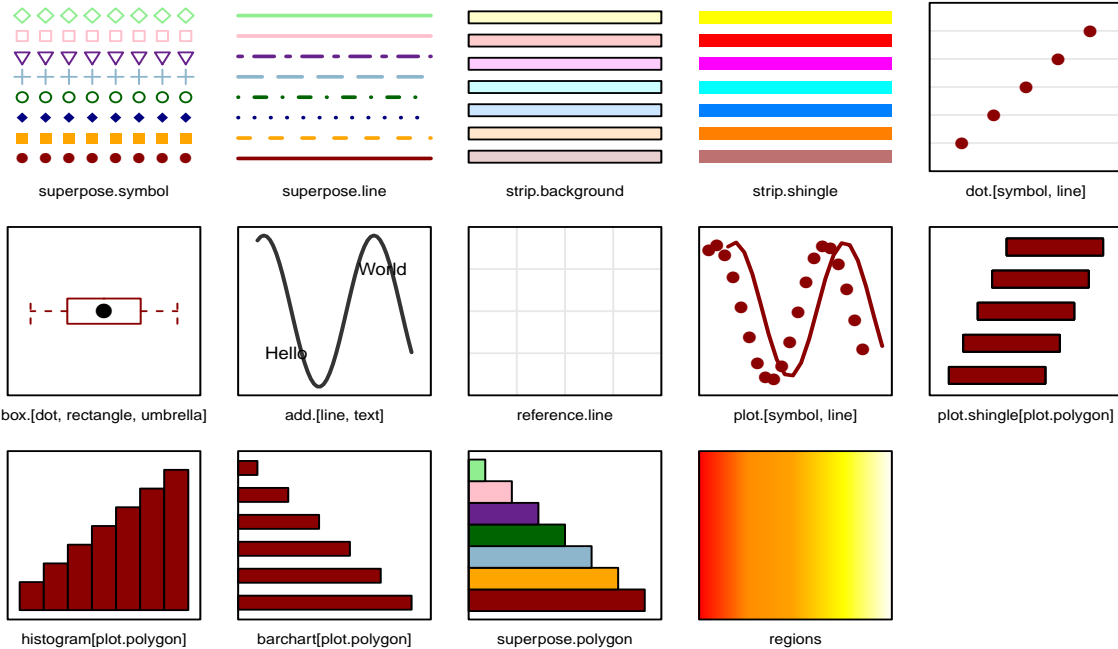 superpose.symbol
superpose.line
strip.background
strip.shingle
dot.[symbol, line]
World
Hello
box.[dot, rectangle, umbrella]
add.[line, text]
reference.line
plot.[symbol, line]
plot.shingle[plot.polygon]
histogram[plot.polygon]
barchart[plot.polygon]
superpose.polygon
regions